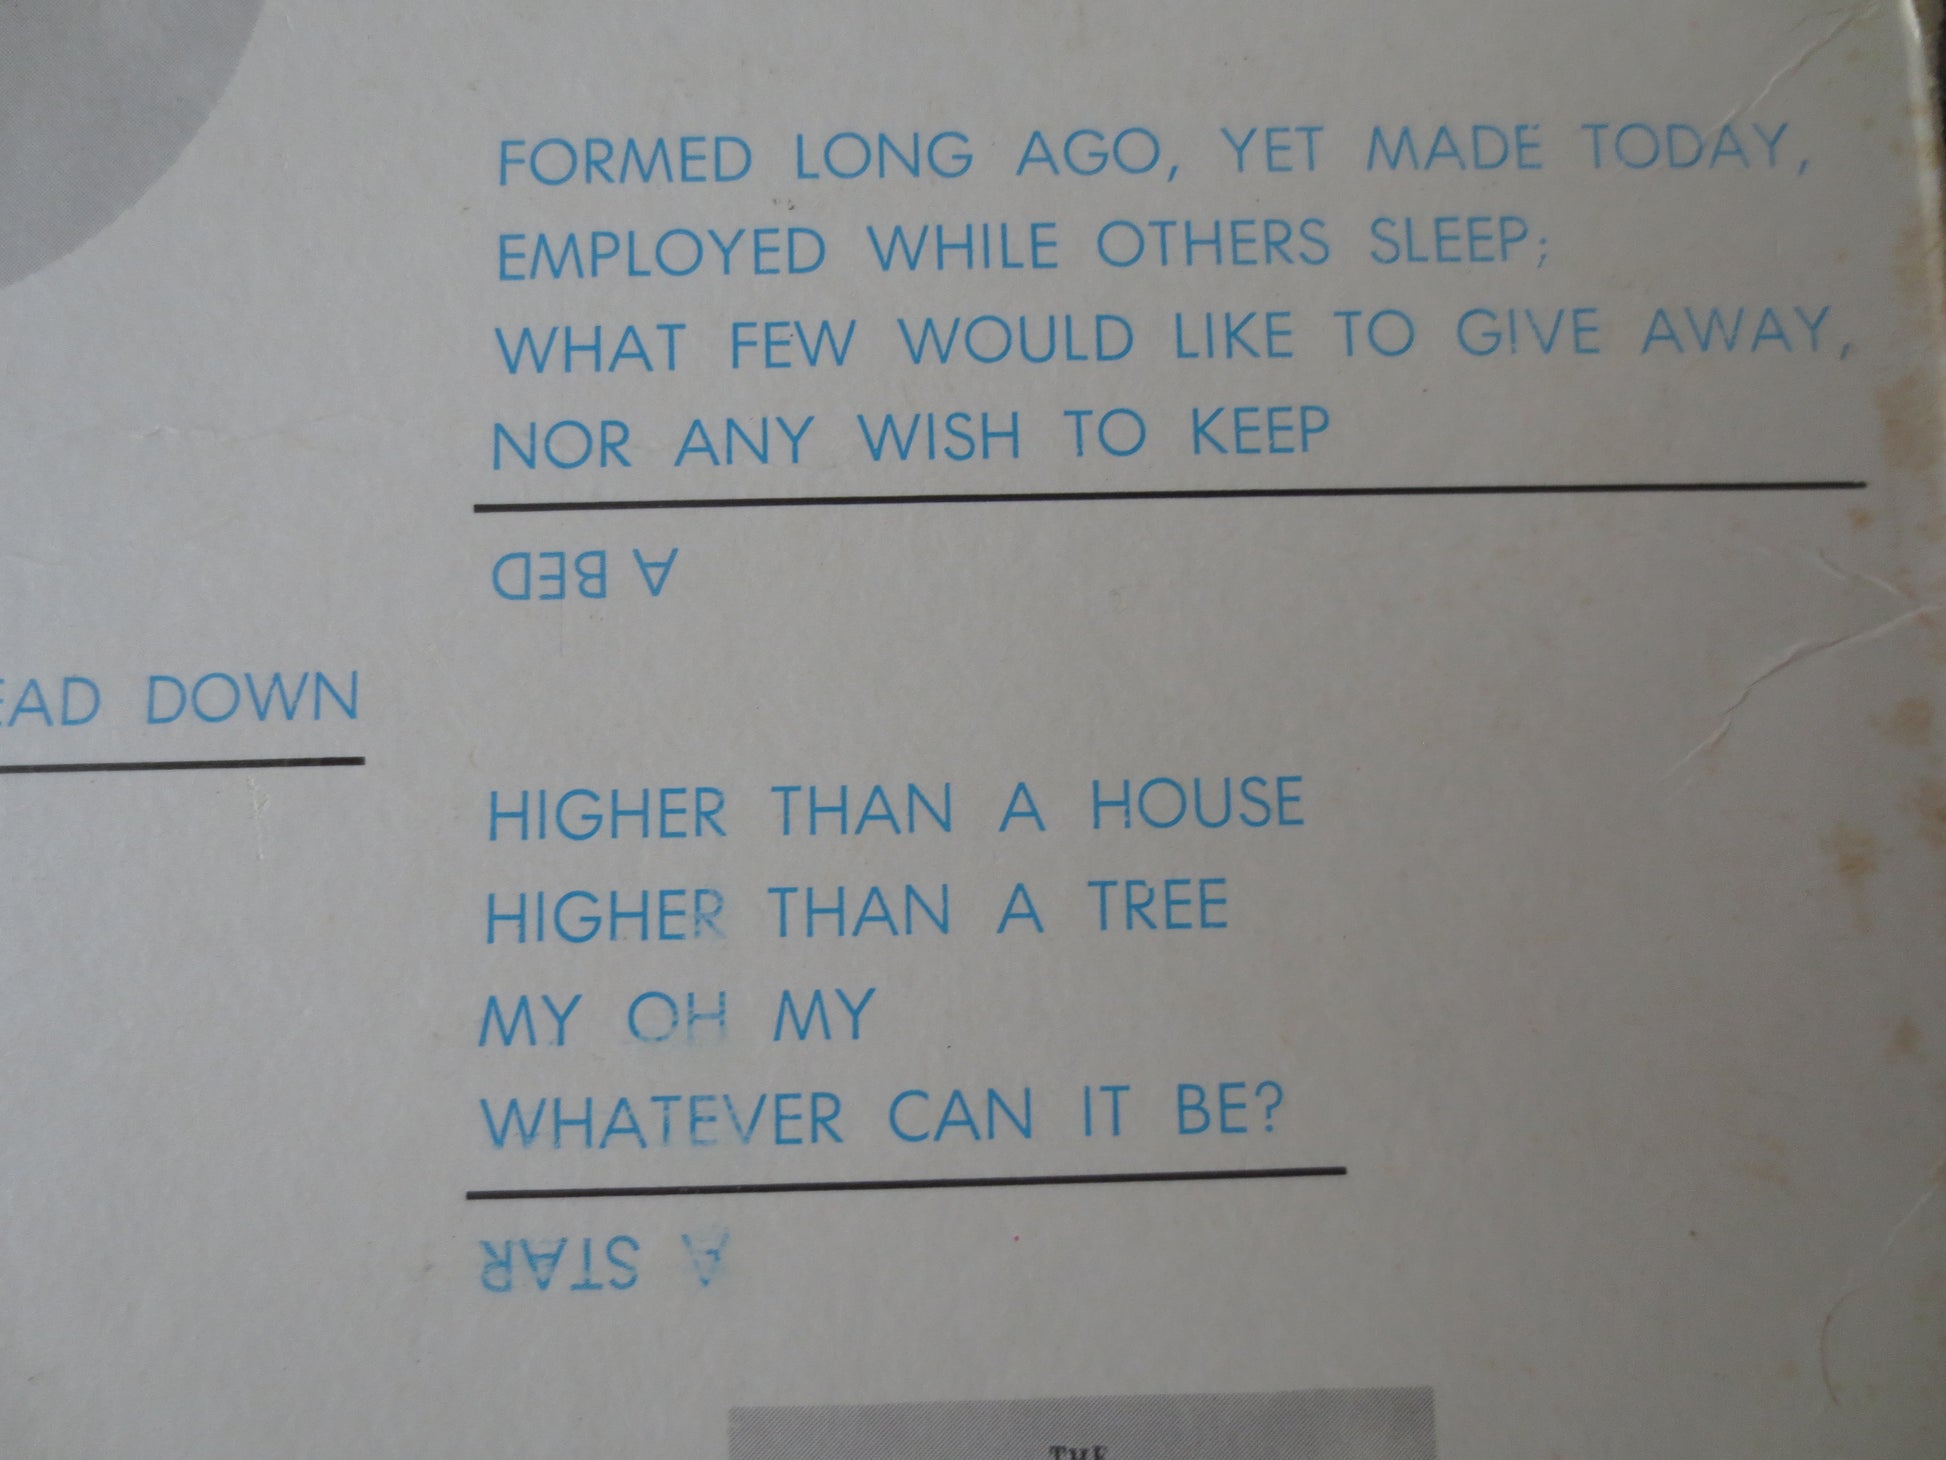 FORMED LONG AGO, YET MADE TODAY,
EMPLOYED WHILE OTHERS SLEEP;
WHAT FEW WOULD LIKE TO GIVE AWAY,
NOR ANY WISH TO KEEP
A BED
EAD DOWN
HIGHER THAN A HOUSE
HIGHER THAN A TREE
MY OH MY
WHATEVER CAN IT BE?
A STAR
THE